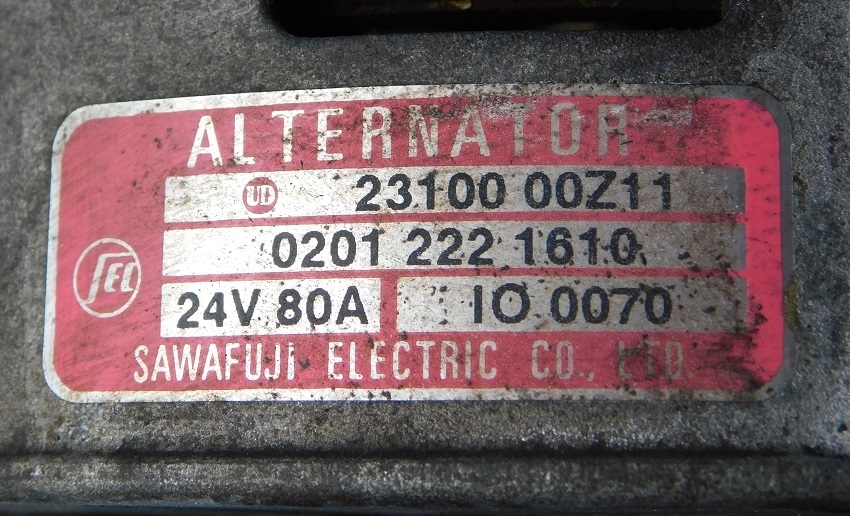 ALTERNATOR
UD 23100 00Z11
0201 222 1610
24V 80A IO 0070
SEC
SAWAFUJI ELECTRIC CO., LTD.